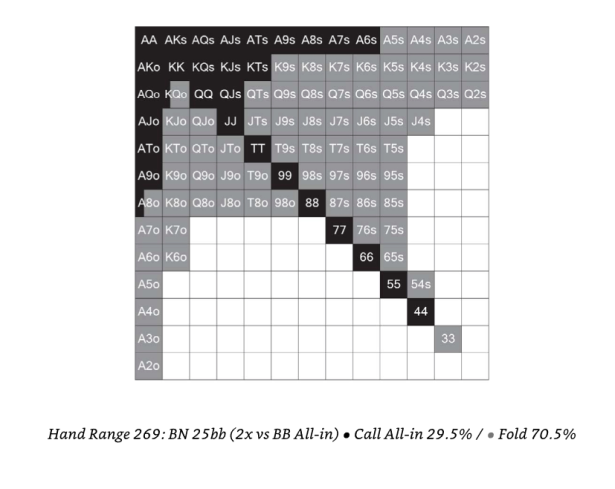 AA AKs AQs AJs ATs A9s A8s A7s A6s A5s A4s A3s A2s
AKo KK KQs KJs KTs K9s K8s K7s K6s K5s K4s K3s K2s
AQo KQo QQ QJs QTs Q9s Q8s Q7s Q6s Q5s Q4s Q3s Q2s
AJo KJo QJo JJ JTs J9s J8s J7s J6s J5s J4s
ATo KTo QTo JTo TT T9s T8s T7s T6s T5s
A9o K9o Q9o J9o T9o 99 98s 97s 96s 95s
A8o K8o Q8o J8o T8o 98o 88 87s 86s 85s
A7o K7o 77 76s 75s
A6o K6o 66 65s
A5o 55 54s
A4o 44
A3o 33
A2o
Hand Range 269: BN 25bb (2x vs BB All-in) • Call All-in 29.5% / • Fold 70.5%